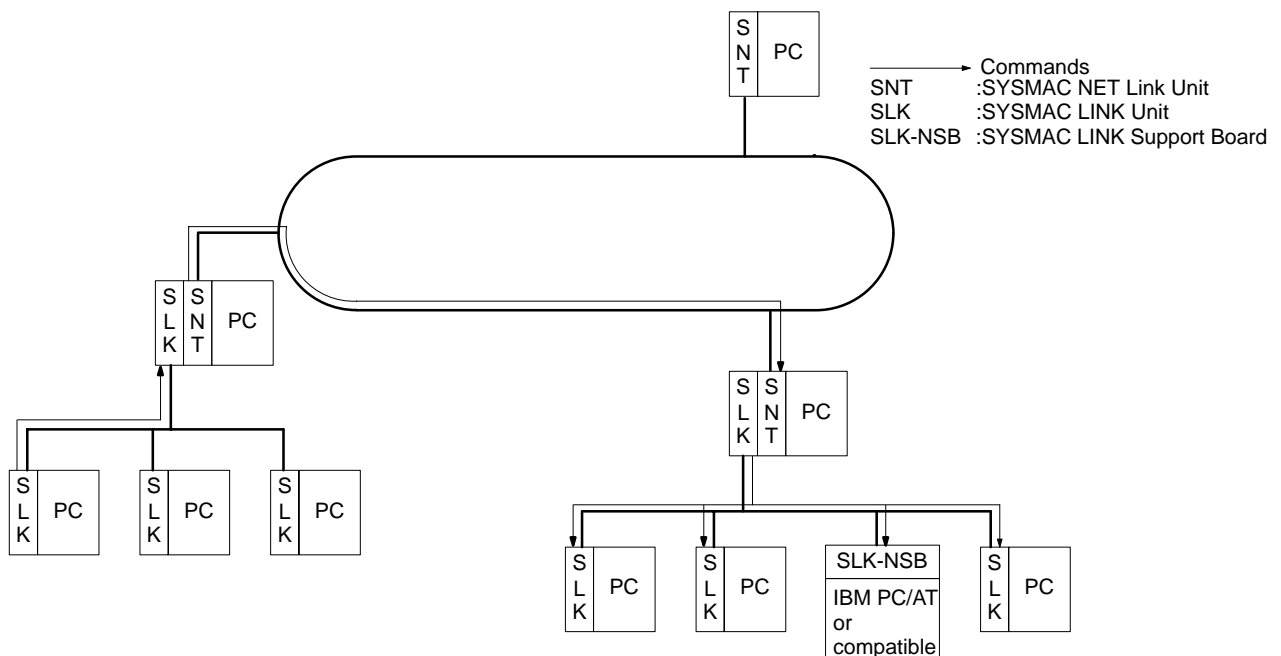 S
N
T
PC
Commands
SNT :SYSMAC NET Link Unit
SLK :SYSMAC LINK Unit
SLK-NSB :SYSMAC LINK Support Board
S
L
K
S
N
T
PC
S
L
K
S
N
T
PC
S
L
K
PC
S
L
K
PC
S
L
K
PC
S
L
K
PC
S
L
K
PC
SLK-NSB
IBM PC/AT
or
compatible
S
L
K
PC